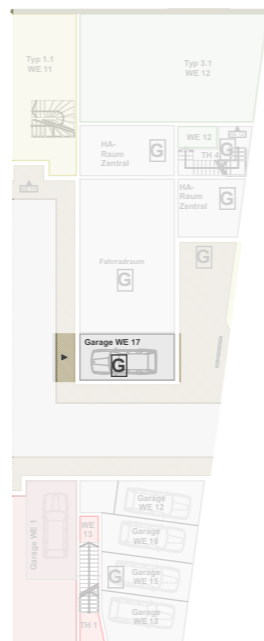 Typ 1.1
WE 11
Typ 3.1
WE 12
HA-
Raum
Zentral
G
WE 12
TH 4
G
HA-
Raum
Zentral
G
G
Fahrradraum
G
Garage WE 17
G
Garage WE 1
WE
13
TH 1
Garage
WE 12
Garage
WE 16
G
Garage
WE 15
Garage
WE 13